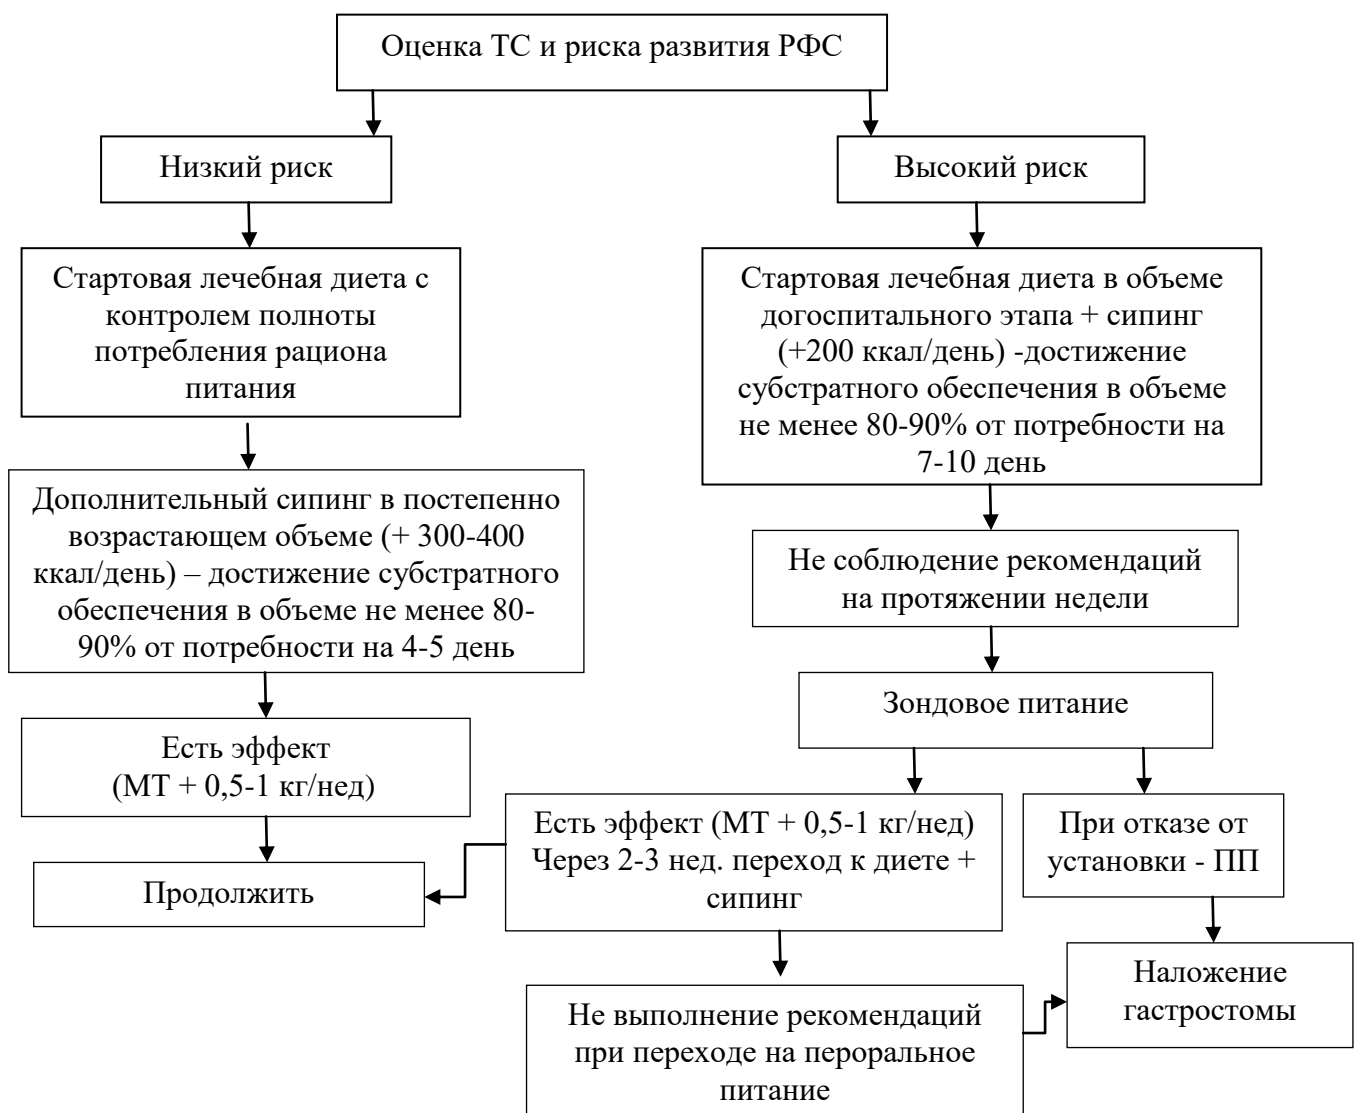 Оценка ТС и риска развития РФС
Низкий риск
Высокий риск
Стартовая лечебная диета с
контролем полноты
потребления рациона
питания
Стартовая лечебная диета в объеме
догоспитального этапа + сипинг
(+200 ккал/день) -достижение
субстратного обеспечения в объеме
не менее 80-90% от потребности на
7-10 день
Дополнительный сипинг в постепенно
возрастающем объеме (+ 300-400
ккал/день) – достижение субстратного
обеспечения в объеме не менее 80-
90% от потребности на 4-5 день
Не соблюдение рекомендаций
на протяжении недели
Зондовое питание
Есть эффект
(МТ + 0,5-1 кг/нед)
Есть эффект (МТ + 0,5-1 кг/нед)
Через 2-3 нед. переход к диете +
сипинг
При отказе от
установки - ПП
Продолжить
Наложение
гастростомы
Не выполнение рекомендаций
при переходе на пероральное
питание